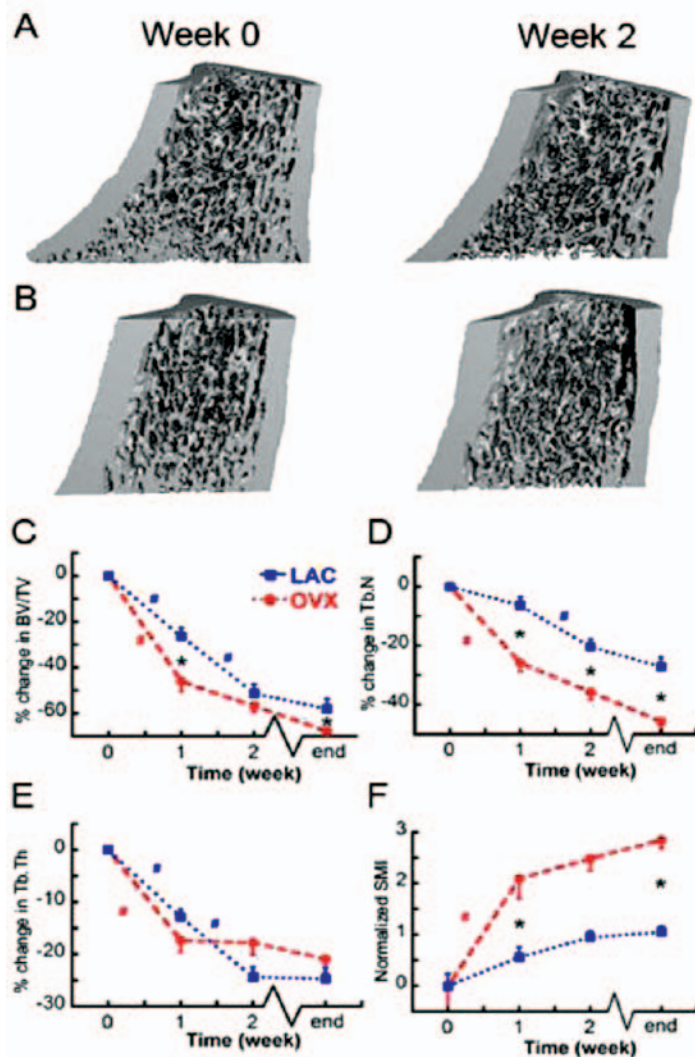 A
Week 0
Week 2
B
C
% change in BV/TV
0
-20
-40
-60
LAC
OVX
#
#
#
*
*
0
1
2
end
Time (week)
D
% change in Tb.N
0
-20
-40
#
#
*
*
*
0
1
2
end
Time (week)
E
% change in Tb.Th
0
-10
-20
-30
#
#
#
0
1
2
end
Time (week)
F
Normalized SMI
3
2
1
0
#
*
*
0
1
2
end
Time (week)